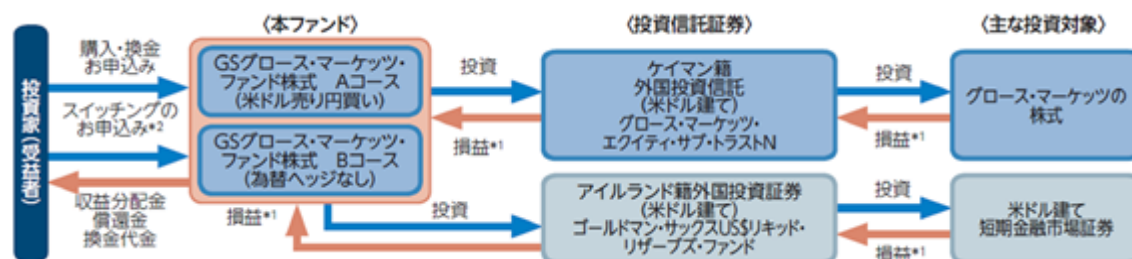 〈本ファンド〉
〈投資信託証券〉
〈主な投資対象〉
投資家(受益者)
購入・換金
お申込み
スイッチングの
お申込み*2
収益分配金
償還金
換金代金
GSグロース・マーケッツ・
ファンド株式 Aコース
(米ドル売り円買い)
GSグロース・マーケッツ・
ファンド株式 Bコース
(為替ヘッジなし)
投資
損益*1
ケイマン籍
外国投資信託
(米ドル建て)
グロース・マーケッツ・
エクイティ・サブ・トラストN
投資
損益*1
グロース・マーケッツの
株式
損益*1
投資
アイルランド籍外国投資証券
(米ドル建て)
ゴールドマン・サックスUS$リキッド・
リザーブズ・ファンド
投資
損益*1
米ドル建て
短期金融市場証券